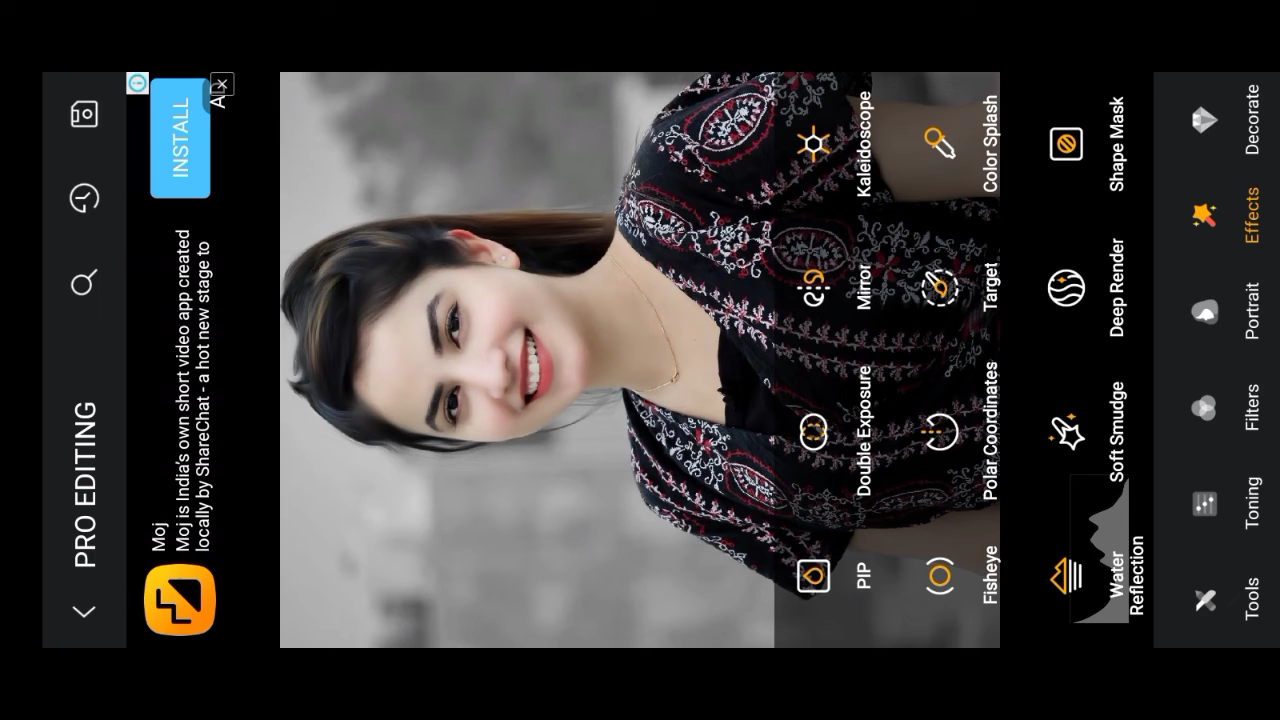 PRO EDITING
Moj
Moj is India's own short video app created
locally by ShareChat - a hot new stage to
INSTALL
PIP
Double Exposure
Mirror
Kaleidoscope
Fisheye
Polar Coordinates
Target
Color Splash
Water
Reflection
Soft Smudge
Deep Render
Shape Mask
Tools
Toning
Filters
Portrait
Effects
Decorate